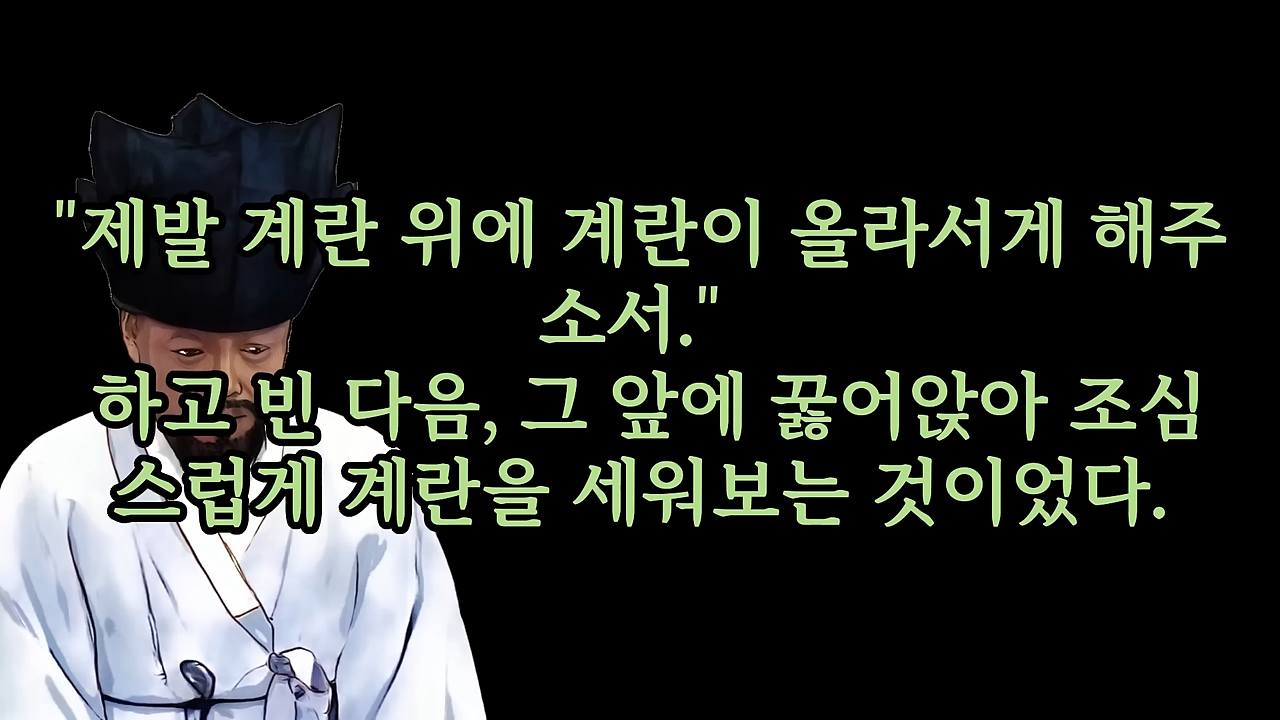 "제발 계란 위에 계란이 올라서게 해주
소서."
하고 빈 다음, 그 앞에 꿇어앉아 조심
스럽게 계란을 세워보는 것이었다.